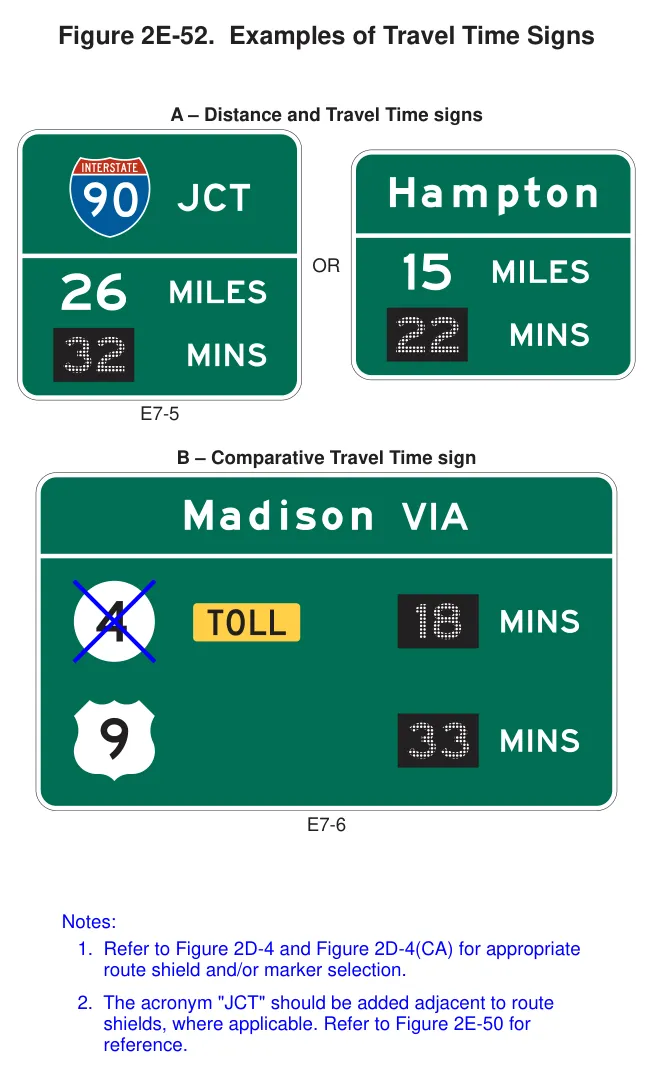 Figure 2E-52. Examples of Travel Time Signs
A – Distance and Travel Time signs
INTERSTATE
90 JCT
26 MILES
32 MINS
E7-5
OR
Hampton
15 MILES
22 MINS
B – Comparative Travel Time sign
Madison VIA
4 TOLL 18 MINS
9 33 MINS
E7-6
Notes:
1. Refer to Figure 2D-4 and Figure 2D-4(CA) for appropriate
route shield and/or marker selection.
2. The acronym "JCT" should be added adjacent to route
shields, where applicable. Refer to Figure 2E-50 for
reference.